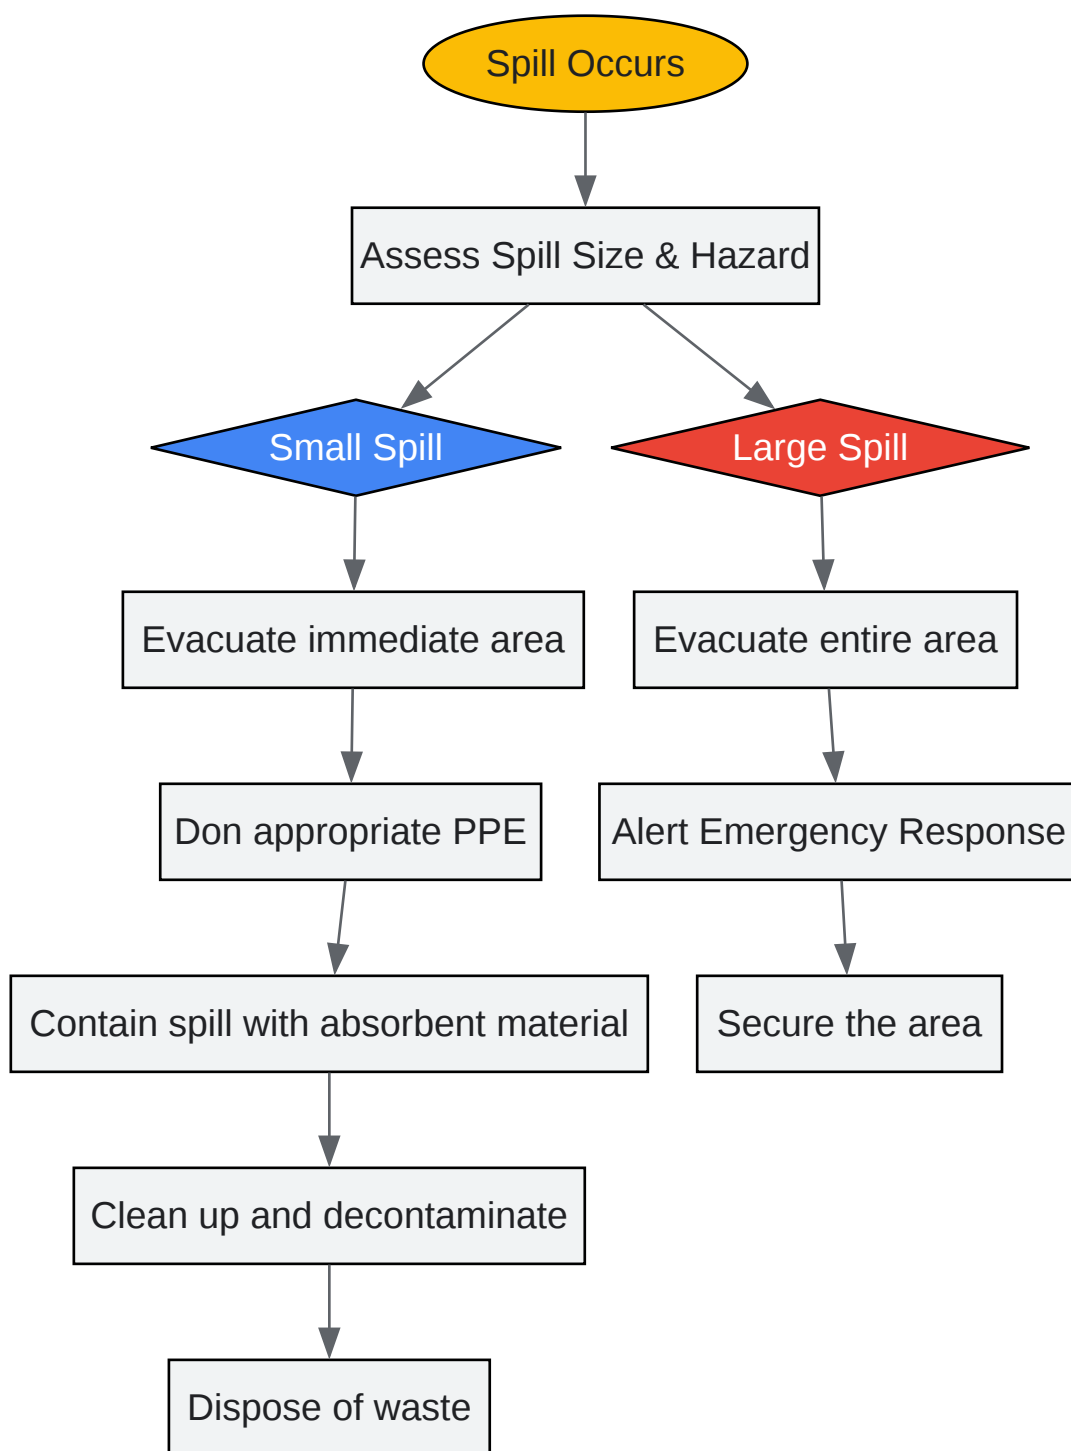 Spill Occurs
Assess Spill Size & Hazard
Small Spill
Large Spill
Evacuate immediate area
Evacuate entire area
Don appropriate PPE
Alert Emergency Response
Contain spill with absorbent material
Secure the area
Clean up and decontaminate
Dispose of waste